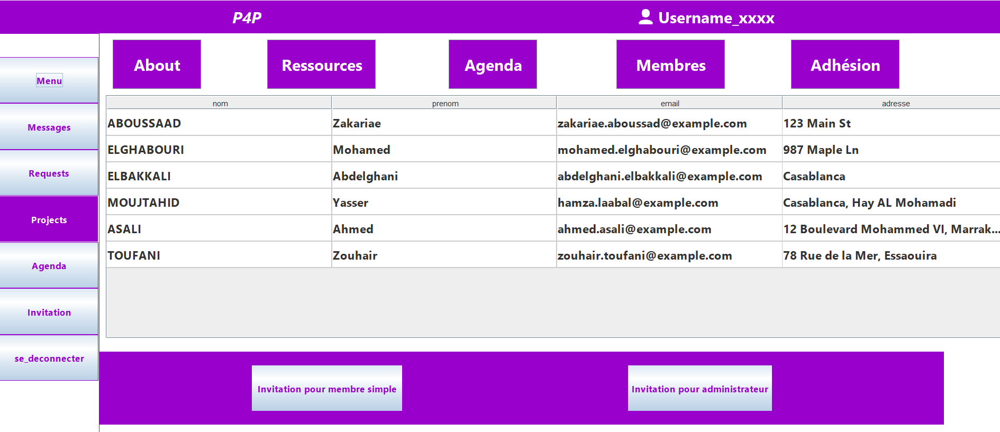 P4P
Username_xxxx
About
Ressources
Agenda
Membres
Adhésion
Menu
Messages
Requests
Projects
Agenda
Invitation
se_deconnecter
nom prenom email adresse
ABOUSSAAD Zakariae zakariae.aboussad@example.com 123 Main St
ELGHABOURI Mohamed mohamed.elghabouri@example.com 987 Maple Ln
ELBAKKALI Abdelghani abdelghani.elbakkali@example.com Casablanca
MOUJTAHID Yasser hamza.laabal@example.com Casablanca, Hay AL Mohamadi
ASALI Ahmed ahmed.asali@example.com 12 Boulevard Mohammed VI, Marrak...
TOUFANI Zouhair zouhair.toufani@example.com 78 Rue de la Mer, Essaouira
Invitation pour membre simple
Invitation pour administrateur